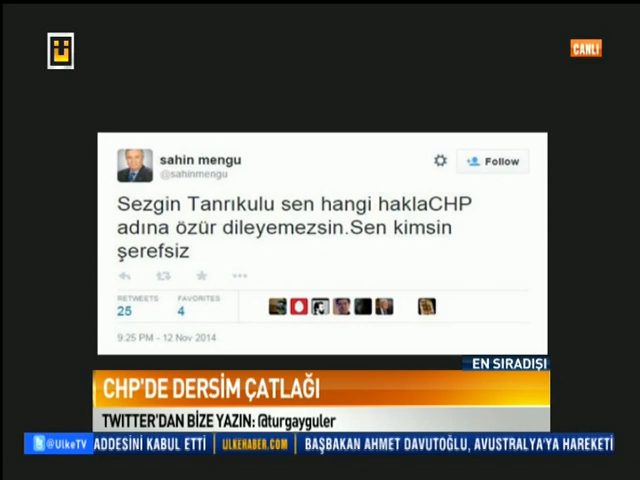 CANLI
sahin mengu
@sahinmengu
Follow
Sezgin Tanrıkulu sen hangi haklaCHP
adına özür dileyemezsin.Sen kimsin
şerefsiz
RETWEETS
FAVORITES
25
4
9:25 PM - 12 Nov 2014
EN SIRADIŞI
CHP'DE DERSİM ÇATLAĞI
TWITTER'DAN BİZE YAZIN: @turgayguler
@UlkeTV ADDESİNİ KABUL ETTİ | ULKEHABER.COM | BAŞBAKAN AHMET DAVUTOĞLU, AVUSTRALYA'YA HAREKETİ